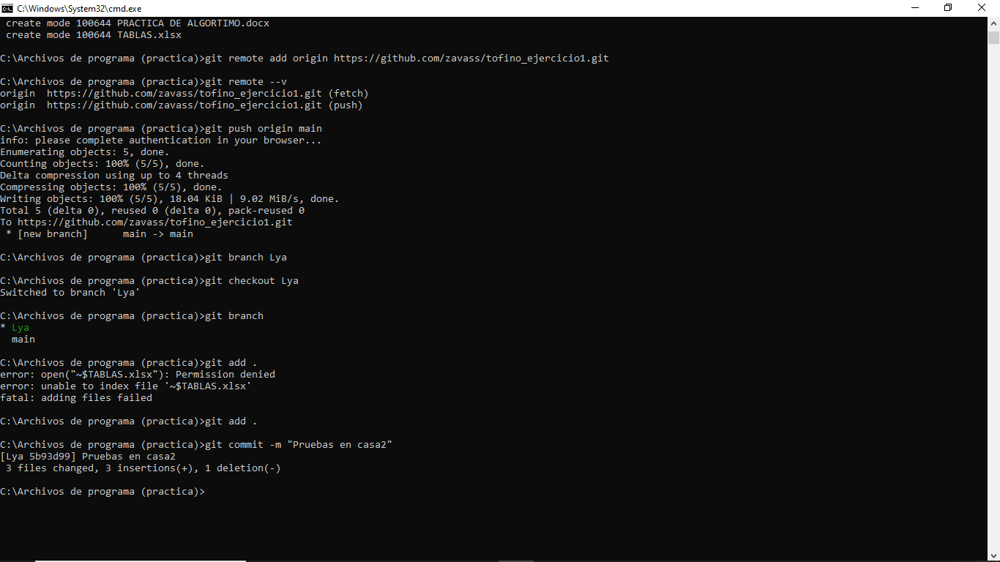 C:\Windows\System32\cmd.exe
create mode 100644 PRACTICA DE ALGORTIMO.docx
create mode 100644 TABLAS.xlsx
C:\Archivos de programa (practica)>git remote add origin https://github.com/zavass/tofino_ejercicio1.git
C:\Archivos de programa (practica)>git remote --v
origin  https://github.com/zavass/tofino_ejercicio1.git (fetch)
origin  https://github.com/zavass/tofino_ejercicio1.git (push)
C:\Archivos de programa (practica)>git push origin main
info: please complete authentication in your browser...
Enumerating objects: 5, done.
Counting objects: 100% (5/5), done.
Delta compression using up to 4 threads
Compressing objects: 100% (5/5), done.
Writing objects: 100% (5/5), 18.04 KiB | 9.02 MiB/s, done.
Total 5 (delta 0), reused 0 (delta 0), pack-reused 0
To https://github.com/zavass/tofino_ejercicio1.git
 * [new branch]      main -> main
C:\Archivos de programa (practica)>git branch Lya
C:\Archivos de programa (practica)>git checkout Lya
Switched to branch 'Lya'
C:\Archivos de programa (practica)>git branch
* Lya
  main
C:\Archivos de programa (practica)>git add .
error: open("~$TABLAS.xlsx"): Permission denied
error: unable to index file '~$TABLAS.xlsx'
fatal: adding files failed
C:\Archivos de programa (practica)>git add .
C:\Archivos de programa (practica)>git commit -m "Pruebas en casa2"
[Lya 5b93d99] Pruebas en casa2
 3 files changed, 3 insertions(+), 1 deletion(-)
C:\Archivos de programa (practica)>